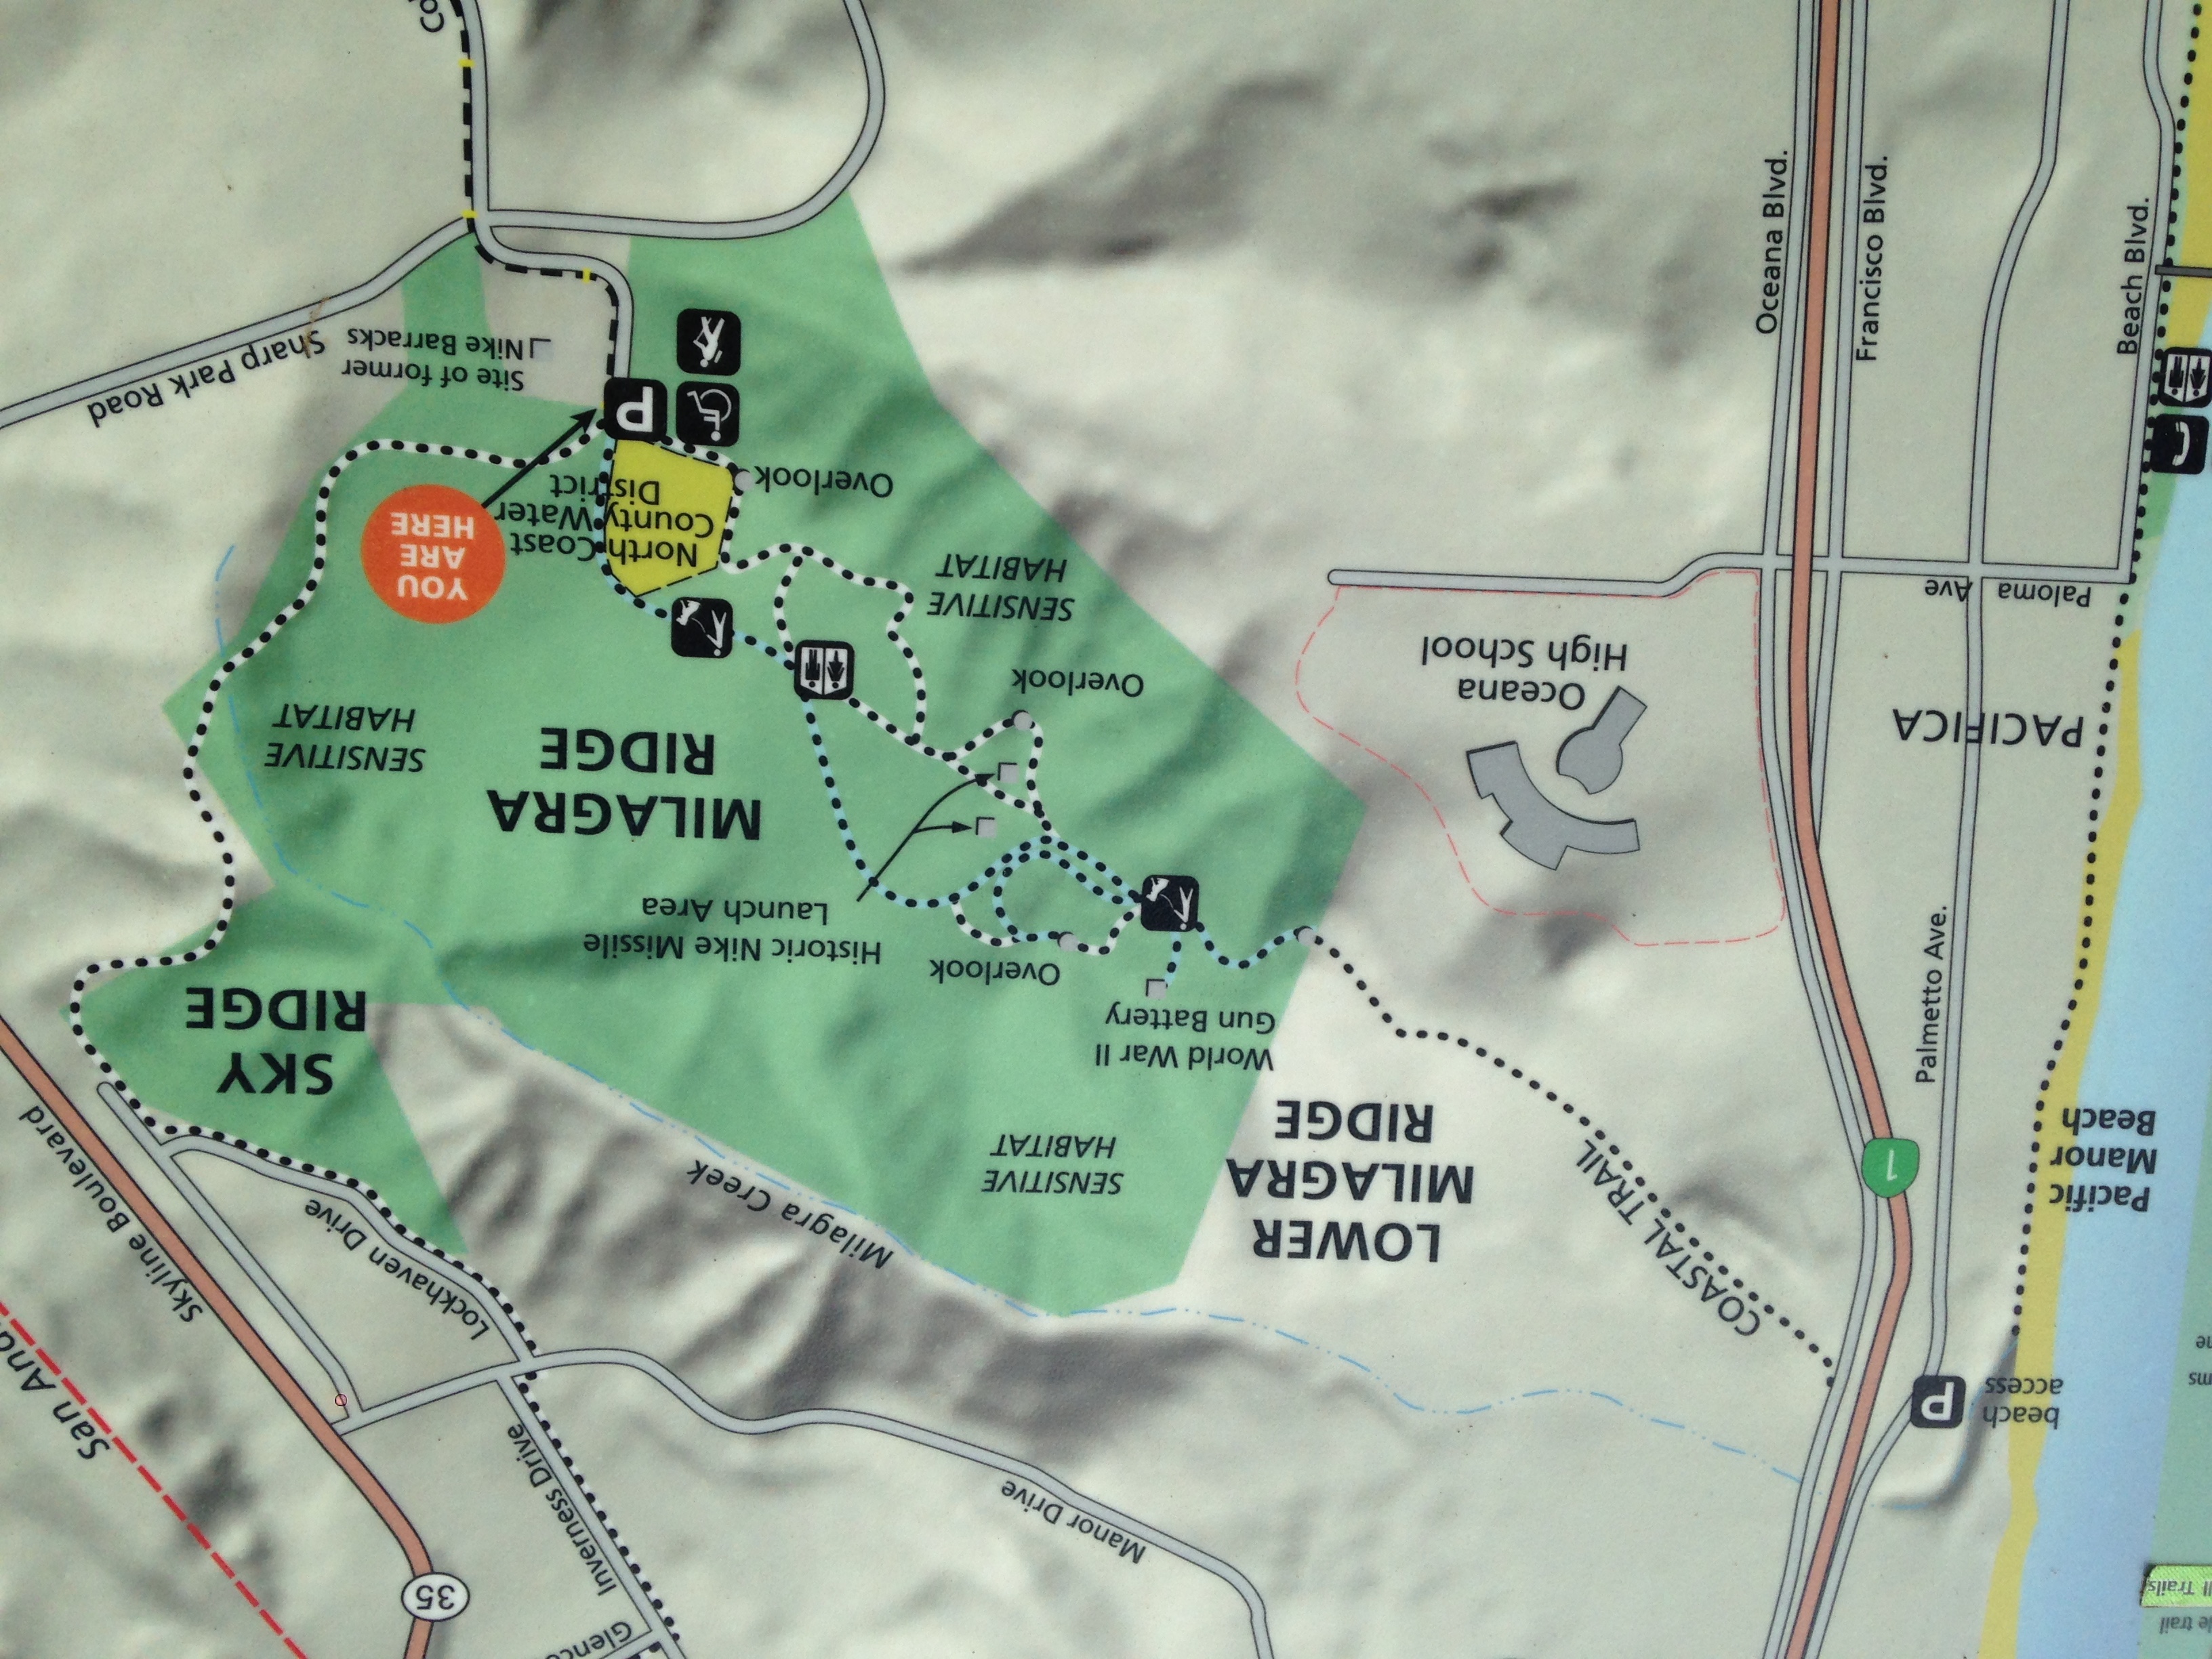 le trail
ll Trails
ms
ne
beach
access
P
Pacific
Manor
Beach
COASTAL TRAIL
1
Palmetto Ave.
PACIFICA
Paloma Ave
Beach Blvd.
Francisco Blvd.
Oceana Blvd.
Oceana
High School
Manor Drive
Glenco
Inverness Drive
35
San And
Skyline Boulevard
Lockhaven Drive
LOWER
MILAGRA
RIDGE
SENSITIVE
HABITAT
Milagra Creek
SKY
RIDGE
World War II
Gun Battery
Overlook
Historic Nike Missile
Launch Area
MILAGRA
RIDGE
SENSITIVE
HABITAT
Overlook
SENSITIVE
HABITAT
North Coast
County Water
District
YOU
ARE
HERE
Overlook
P
Site of former
Nike Barracks
Sharp Park Road
Co